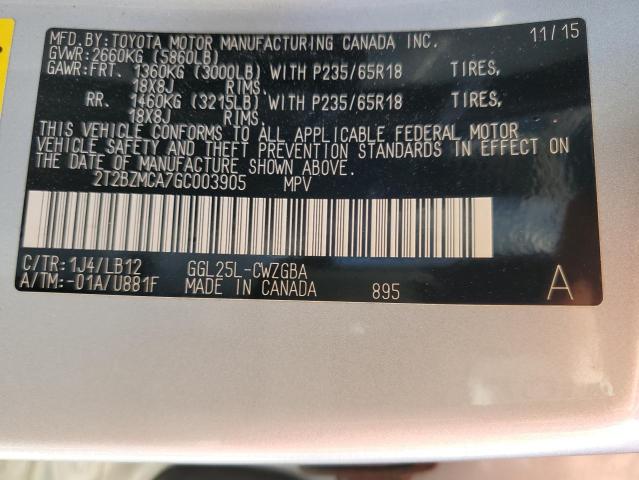 MFD.BY:TOYOTA MOTOR MANUFACTURING CANADA INC. 11/15
GVWR:2660KG (5860LB)
GAWR:FRT. 1360KG (3000LB) WITH P235/65R18 TIRES,
18X8J RIMS.
RR. 1460KG (3215LB) WITH P235/65R18 TIRES,
18X8J RIMS.
THIS VEHICLE CONFORMS TO ALL APPLICABLE FEDERAL MOTOR
VEHICLE SAFETY AND THEFT PREVENTION STANDARDS IN EFFECT ON
THE DATE OF MANUFACTURE SHOWN ABOVE.
2T2BZMCA7GC003905 MPV
C/TR:1J4/LB12 GGL25L-CWZGBA
A/TM:-01A/U881F MADE IN CANADA 895 A